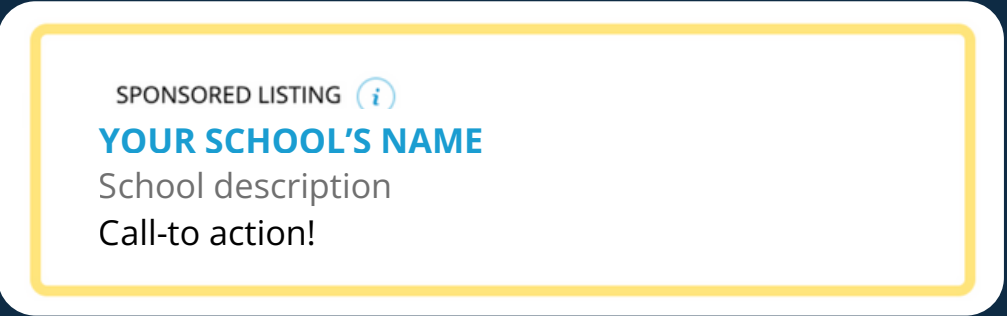 SPONSORED LISTING i
YOUR SCHOOL’S NAME
School description
Call-to action!